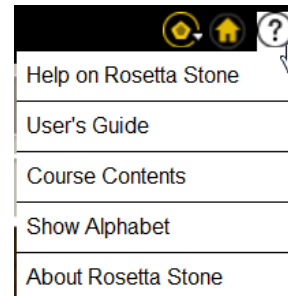 ?
Help on Rosetta Stone
User's Guide
Course Contents
Show Alphabet
About Rosetta Stone